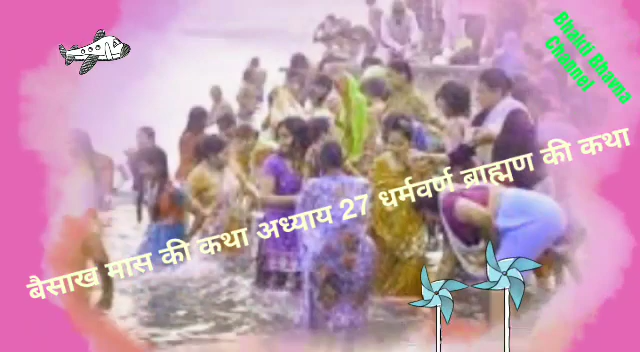 Bhakti Bhavna
Channel
बैसाख मास की कथा अध्याय 27 धर्मवर्ण ब्राह्मण की कथा